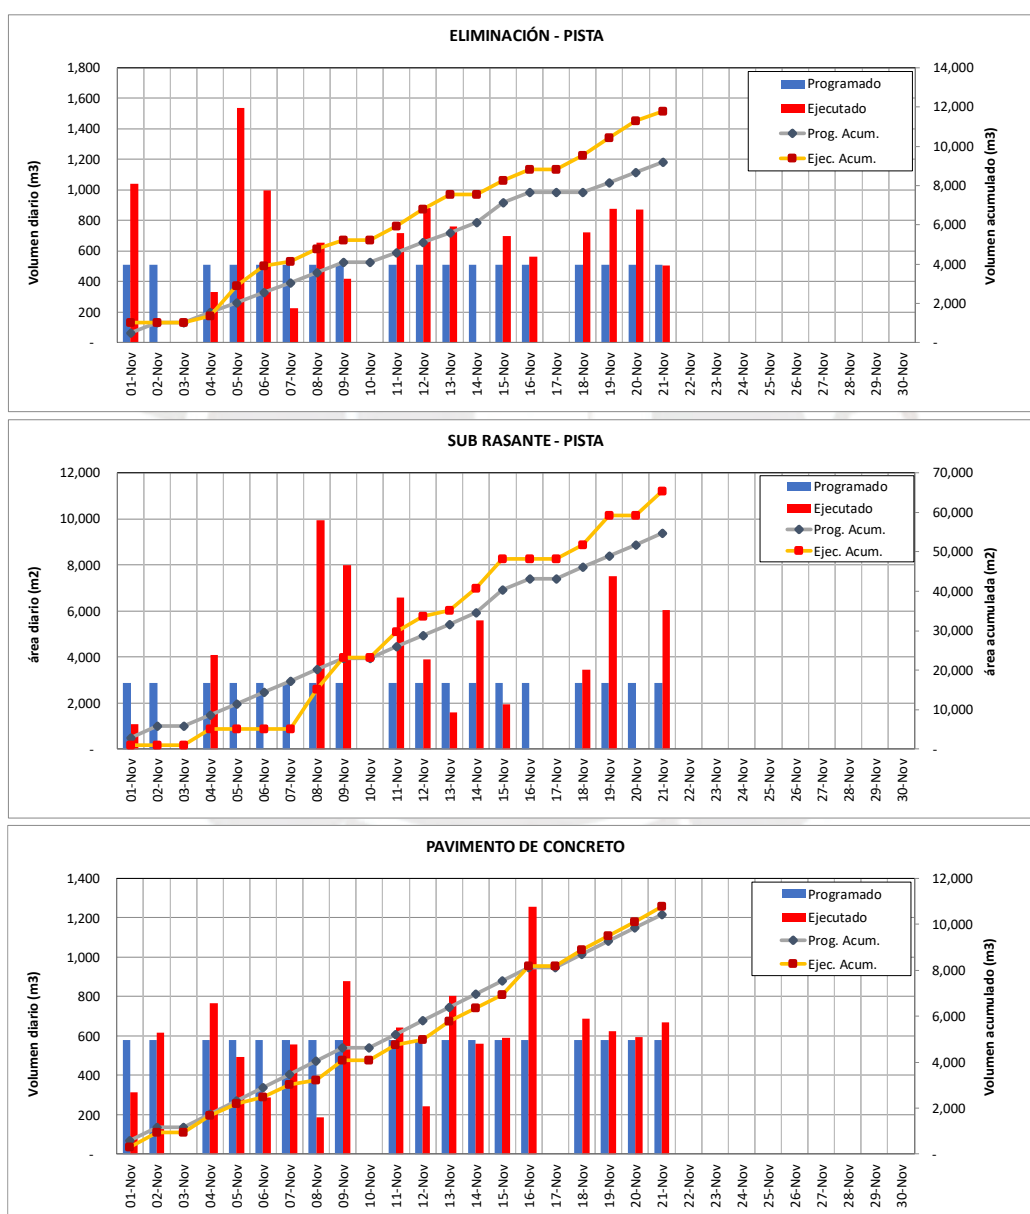 ELIMINACIÓN - PISTA
1,800
1,600
1,400
1,200
1,000
800
600
400
200
-
Volumen diario (m3)
14,000
12,000
10,000
8,000
6,000
4,000
2,000
-
Volumen acumulado (m3)
Programado
Ejecutado
Prog. Acum.
Ejec. Acum.
01-Nov 02-Nov 03-Nov 04-Nov 05-Nov 06-Nov 07-Nov 08-Nov 09-Nov 10-Nov 11-Nov 12-Nov 13-Nov 14-Nov 15-Nov 16-Nov 17-Nov 18-Nov 19-Nov 20-Nov 21-Nov 22-Nov 23-Nov 24-Nov 25-Nov 26-Nov 27-Nov 28-Nov 29-Nov 30-Nov
SUB RASANTE - PISTA
12,000
10,000
8,000
6,000
4,000
2,000
-
área diario (m2)
70,000
60,000
50,000
40,000
30,000
20,000
10,000
-
área acumulada (m2)
Programado
Ejecutado
Prog. Acum.
Ejec. Acum.
01-Nov 02-Nov 03-Nov 04-Nov 05-Nov 06-Nov 07-Nov 08-Nov 09-Nov 10-Nov 11-Nov 12-Nov 13-Nov 14-Nov 15-Nov 16-Nov 17-Nov 18-Nov 19-Nov 20-Nov 21-Nov 22-Nov 23-Nov 24-Nov 25-Nov 26-Nov 27-Nov 28-Nov 29-Nov 30-Nov
PAVIMENTO DE CONCRETO
1,400
1,200
1,000
800
600
400
200
-
Volumen diario (m3)
12,000
10,000
8,000
6,000
4,000
2,000
-
Volumen acumulado (m3)
Programado
Ejecutado
Prog. Acum.
Ejec. Acum.
01-Nov 02-Nov 03-Nov 04-Nov 05-Nov 06-Nov 07-Nov 08-Nov 09-Nov 10-Nov 11-Nov 12-Nov 13-Nov 14-Nov 15-Nov 16-Nov 17-Nov 18-Nov 19-Nov 20-Nov 21-Nov 22-Nov 23-Nov 24-Nov 25-Nov 26-Nov 27-Nov 28-Nov 29-Nov 30-Nov